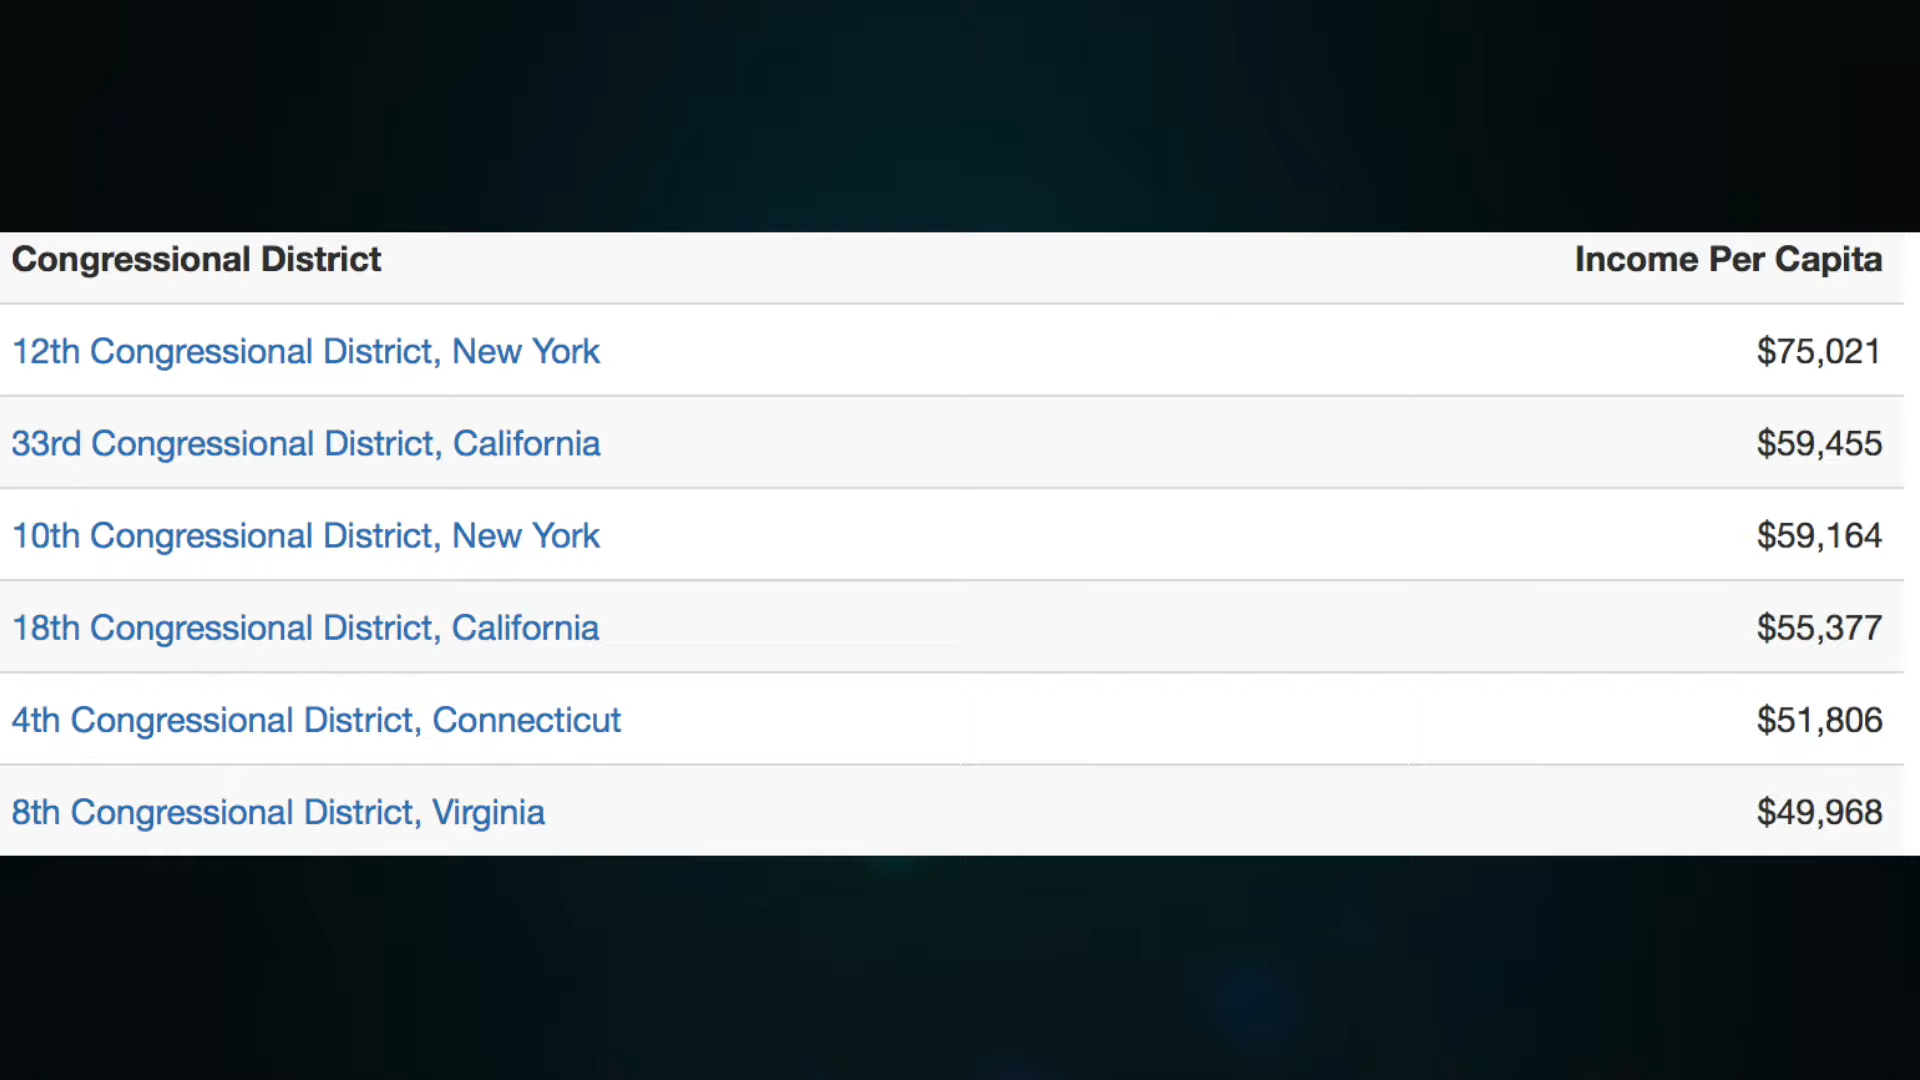 Congressional District Income Per Capita
12th Congressional District, New York $75,021
33rd Congressional District, California $59,455
10th Congressional District, New York $59,164
18th Congressional District, California $55,377
4th Congressional District, Connecticut $51,806
8th Congressional District, Virginia $49,968